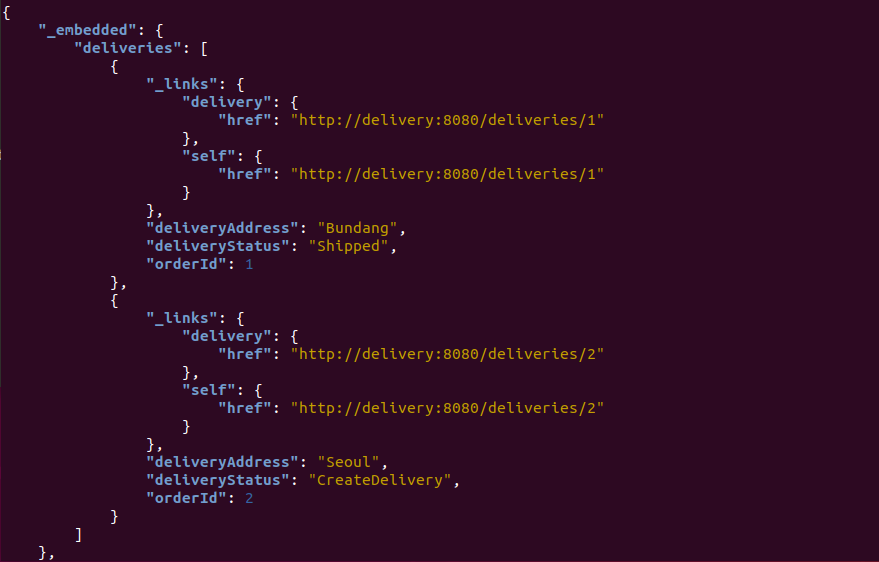 {
    "_embedded": {
        "deliveries": [
            {
                "_links": {
                    "delivery": {
                        "href": "http://delivery:8080/deliveries/1"
                    },
                    "self": {
                        "href": "http://delivery:8080/deliveries/1"
                    }
                },
                "deliveryAddress": "Bundang",
                "deliveryStatus": "Shipped",
                "orderId": 1
            },
            {
                "_links": {
                    "delivery": {
                        "href": "http://delivery:8080/deliveries/2"
                    },
                    "self": {
                        "href": "http://delivery:8080/deliveries/2"
                    }
                },
                "deliveryAddress": "Seoul",
                "deliveryStatus": "CreateDelivery",
                "orderId": 2
            }
        ]
    },